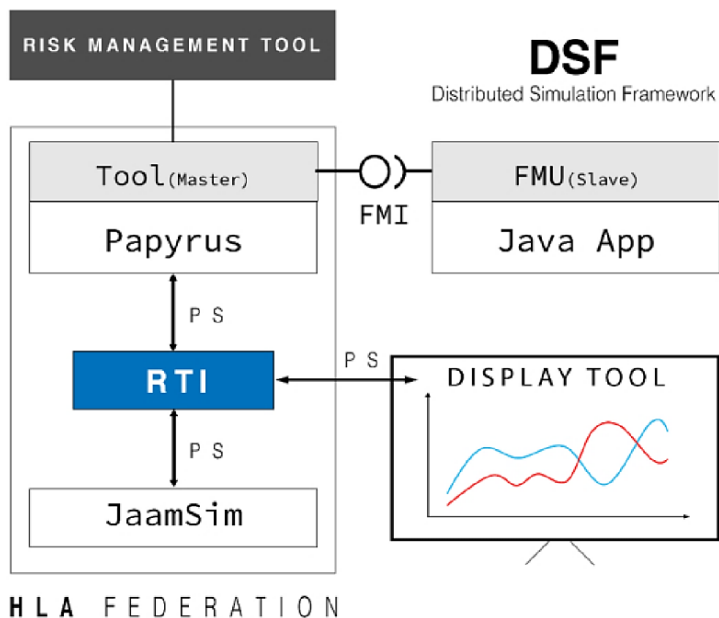 RISK MANAGEMENT TOOL
DSF
Distributed Simulation Framework
Tool(Master)
FMU(Slave)
FMI
Papyrus
Java App
P S
RTI
P S
DISPLAY TOOL
P S
JaamSim
HLA FEDERATION